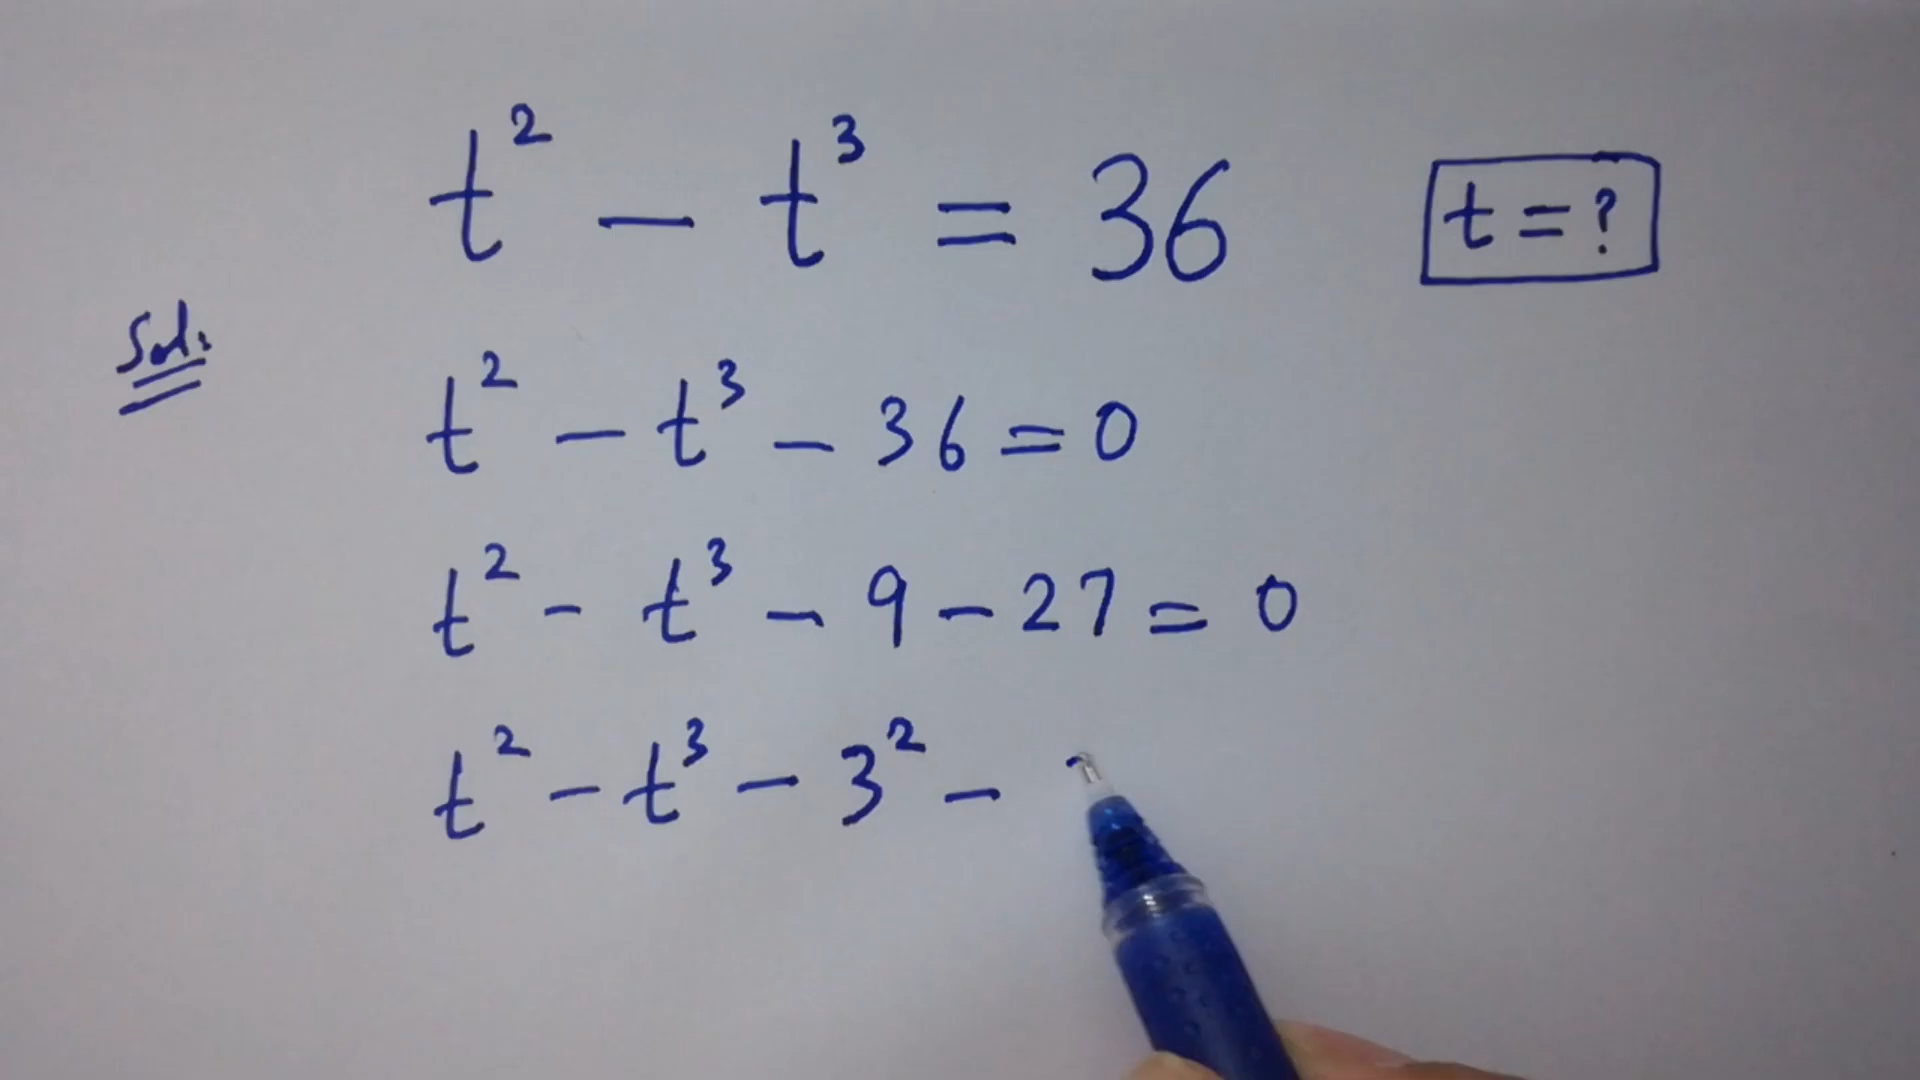 t² - t³ = 36
t = ?
Sol:
t² - t³ - 36 = 0
t² - t³ - 9 - 27 = 0
t² - t³ - 3² -